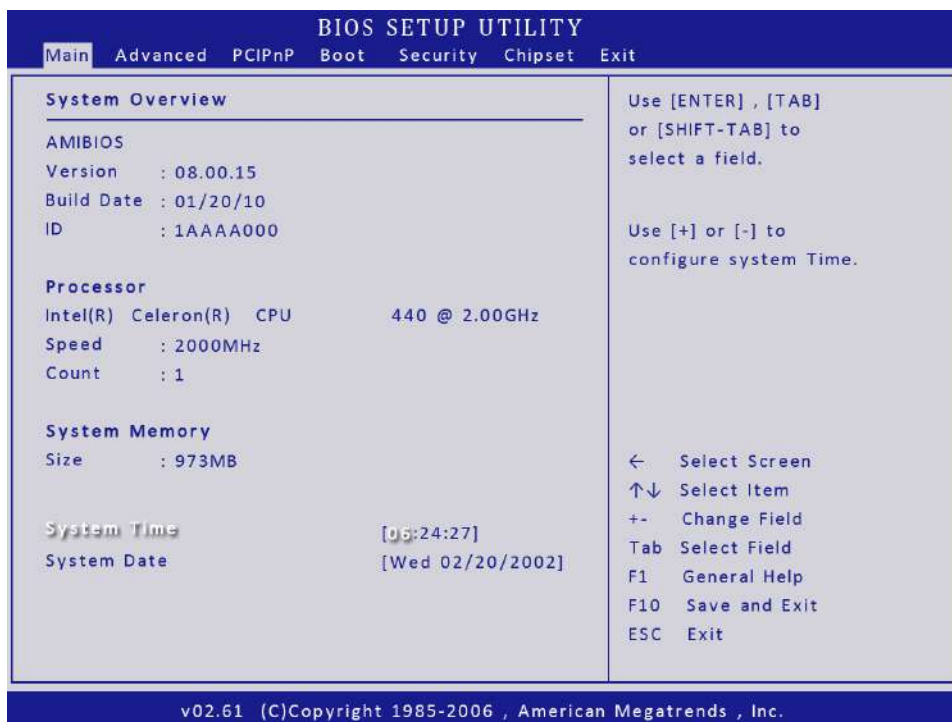 BIOS SETUP UTILITY
Main Advanced PCIPnP Boot Security Chipset Exit
System Overview
AMIBIOS
Version : 08.00.15
Build Date : 01/20/10
ID : 1AAAA000
Processor
Intel(R) Celeron(R) CPU 440 @ 2.00GHz
Speed : 2000MHz
Count : 1
System Memory
Size : 973MB
System Time [06:24:27]
System Date [Wed 02/20/2002]
Use [ENTER] , [TAB]
or [SHIFT-TAB] to
select a field.
Use [+] or [-] to
configure system Time.
← Select Screen
↑↓ Select Item
+- Change Field
Tab Select Field
F1 General Help
F10 Save and Exit
ESC Exit
v02.61 (C)Copyright 1985-2006 , American Megatrends , Inc.